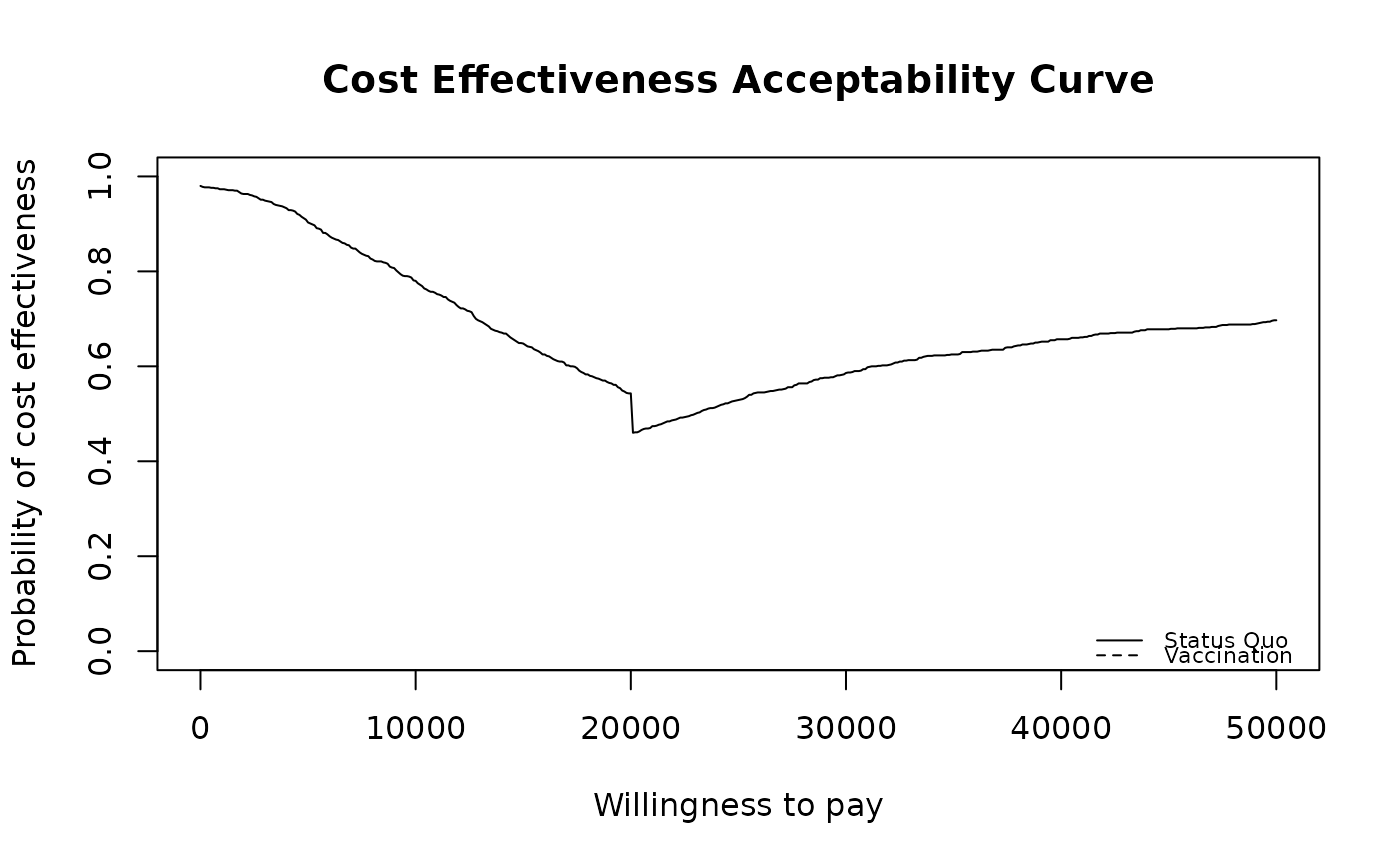 Cost Effectiveness Acceptability Curve
Probability of cost effectiveness
1.0
0.8
0.6
0.4
0.2
0.0
Status Quo
Vaccination
0 10000 20000 30000 40000 50000
Willingness to pay